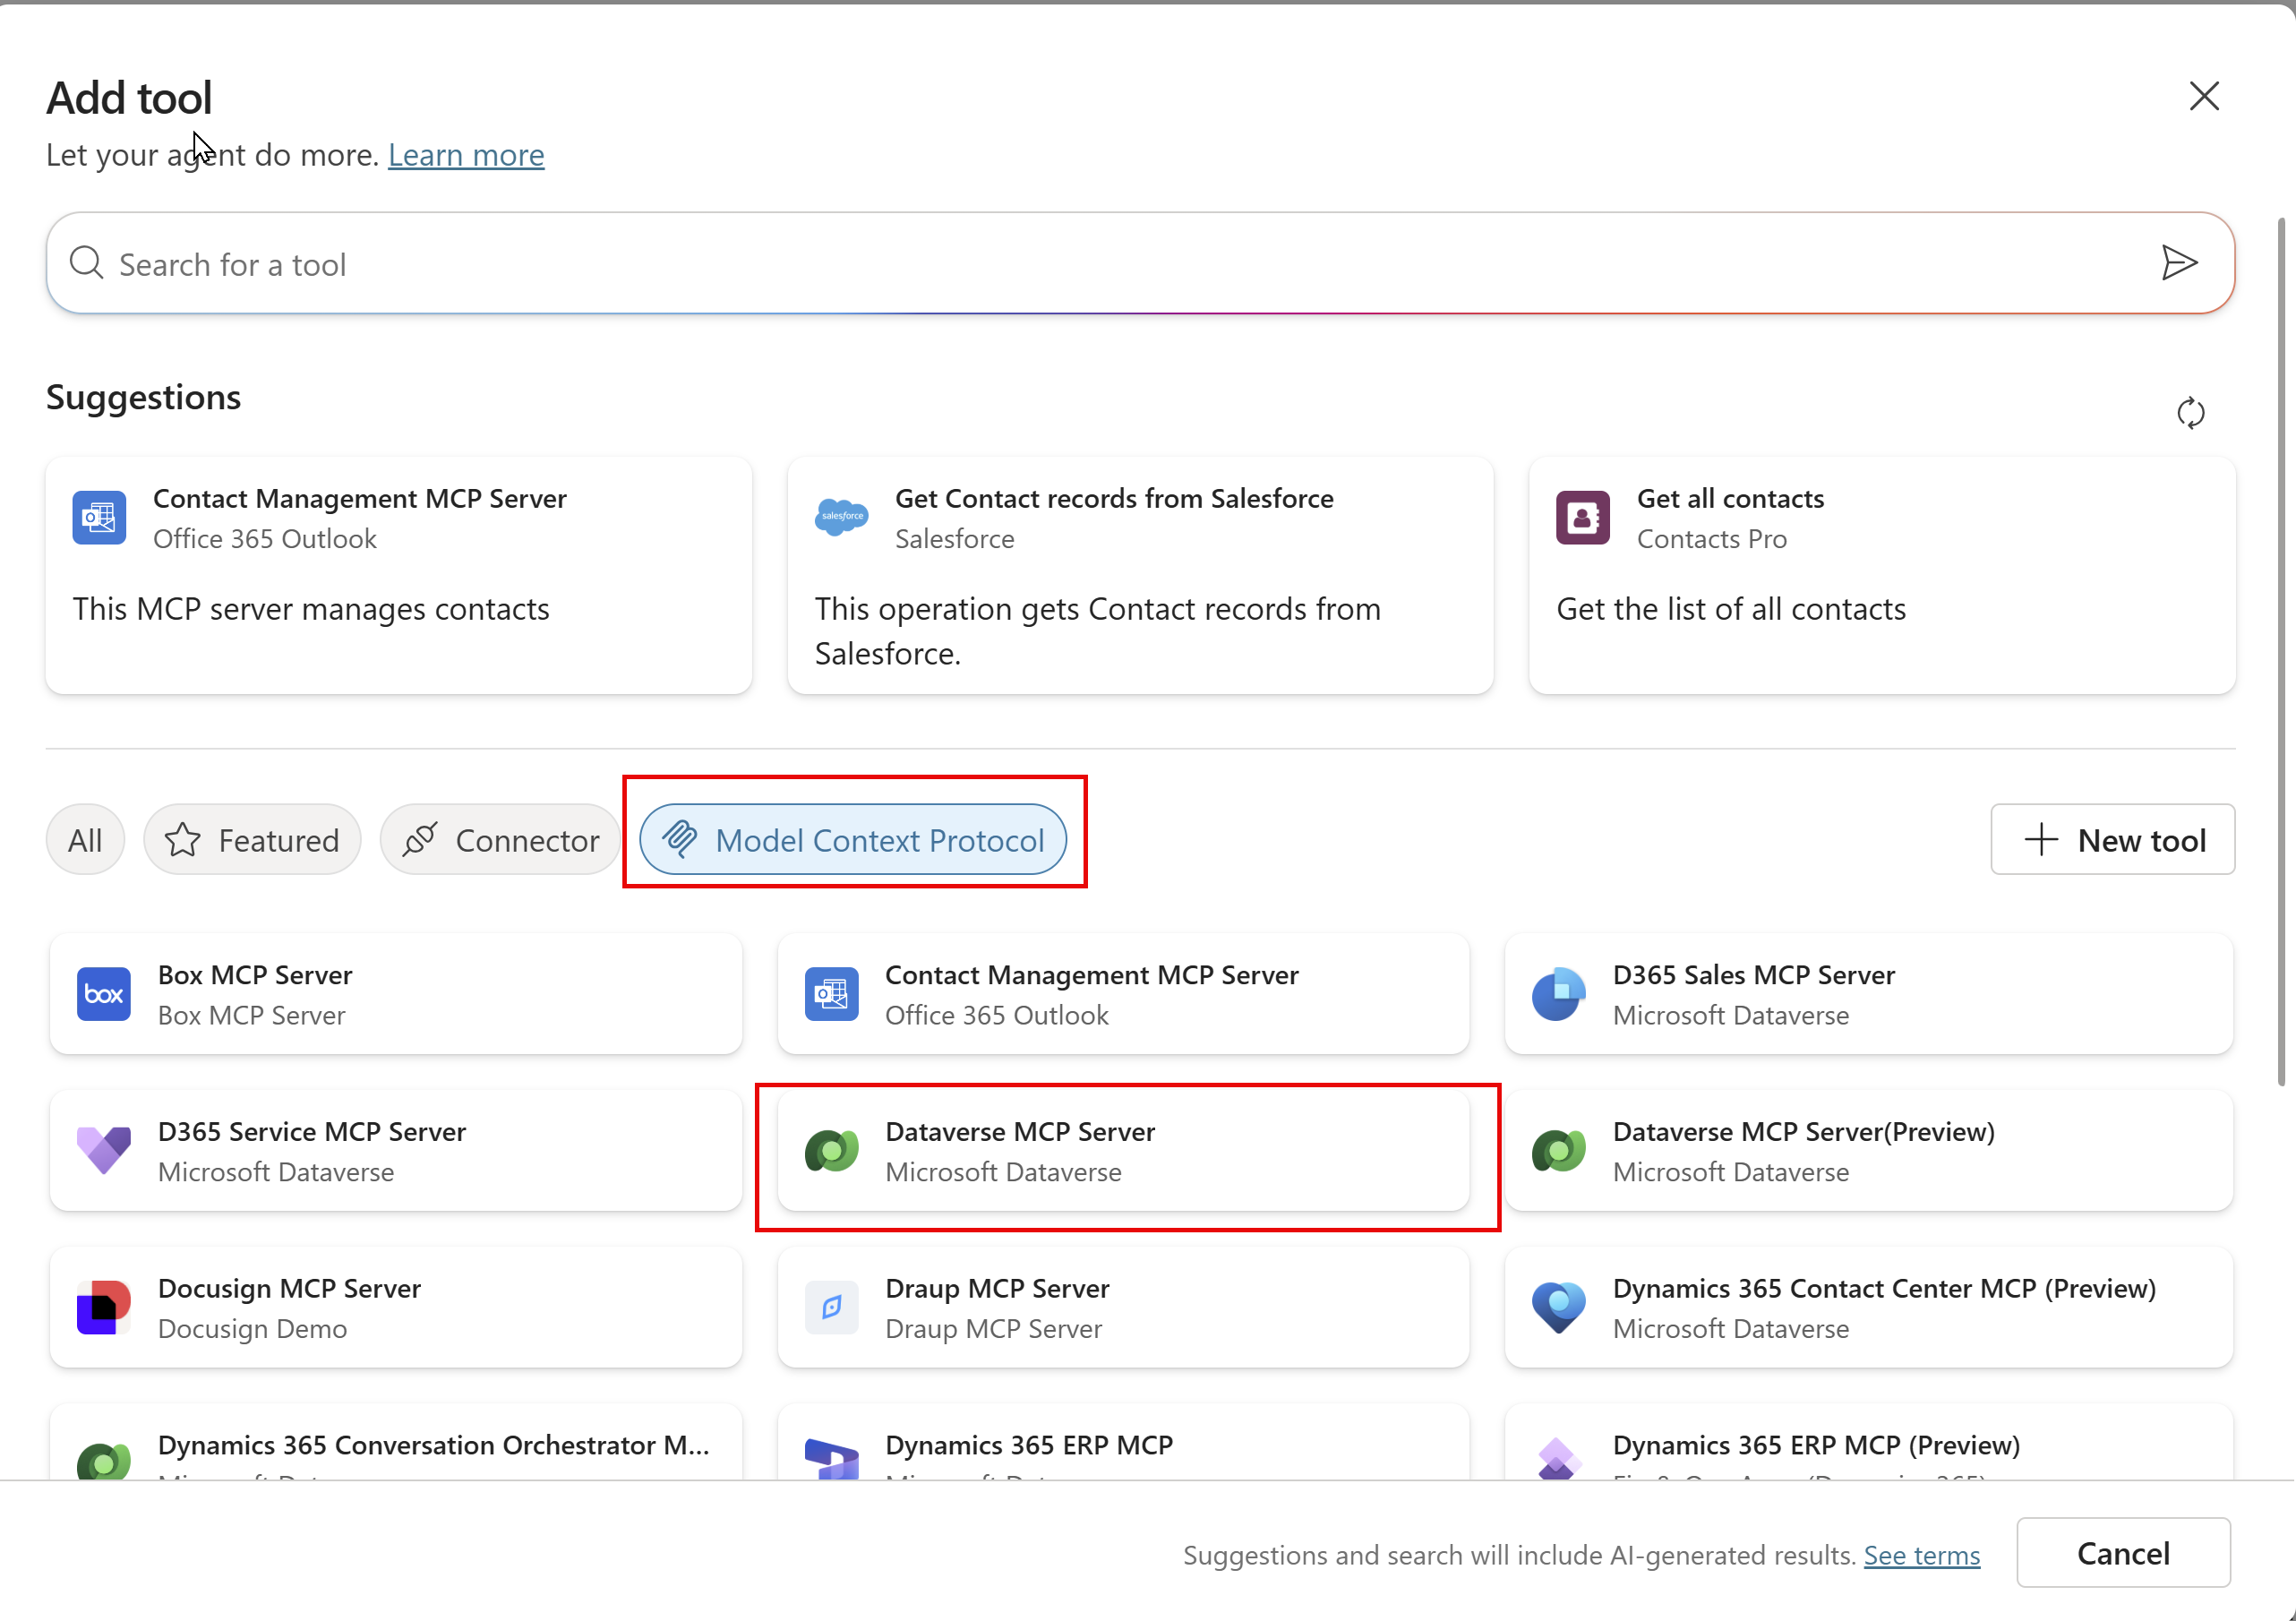 Add tool
Let your agent do more. Learn more
Search for a tool
Suggestions
Contact Management MCP Server
Office 365 Outlook
This MCP server manages contacts
salesforce
Get Contact records from Salesforce
Salesforce
This operation gets Contact records from
Salesforce.
Get all contacts
Contacts Pro
Get the list of all contacts
All
Featured
Connector
Model Context Protocol
New tool
box
Box MCP Server
Box MCP Server
Contact Management MCP Server
Office 365 Outlook
D365 Sales MCP Server
Microsoft Dataverse
D365 Service MCP Server
Microsoft Dataverse
Dataverse MCP Server
Microsoft Dataverse
Dataverse MCP Server(Preview)
Microsoft Dataverse
Docusign MCP Server
Docusign Demo
Draup MCP Server
Draup MCP Server
Dynamics 365 Contact Center MCP (Preview)
Microsoft Dataverse
Dynamics 365 Conversation Orchestrator M...
Dynamics 365 ERP MCP
Dynamics 365 ERP MCP (Preview)
Suggestions and search will include AI-generated results. See terms
Cancel